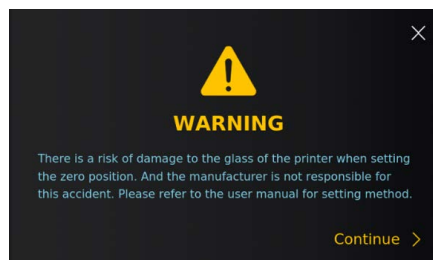 WARNING
There is a risk of damage to the glass of the printer when setting
the zero position. And the manufacturer is not responsible for
this accident. Please refer to the user manual for setting method.
Continue